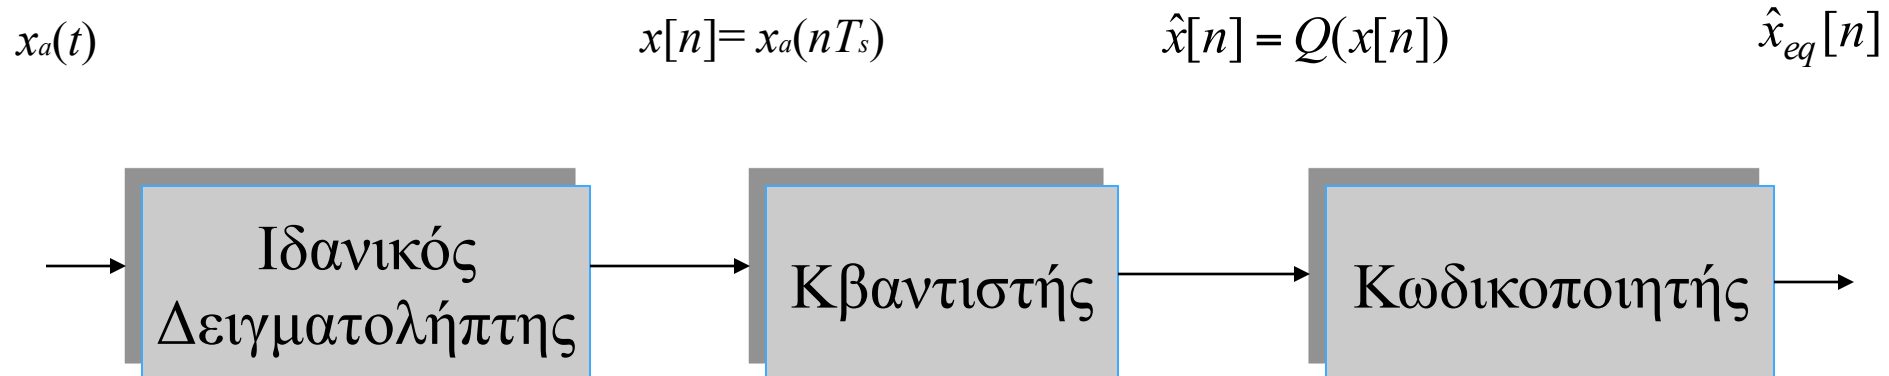 xa(t)
x[n]= xa(nTs)
x̂[n] = Q(x[n])
x̂eq[n]
Ιδανικός
Δειγματολήπτης
Κβαντιστής
Κωδικοποιητής